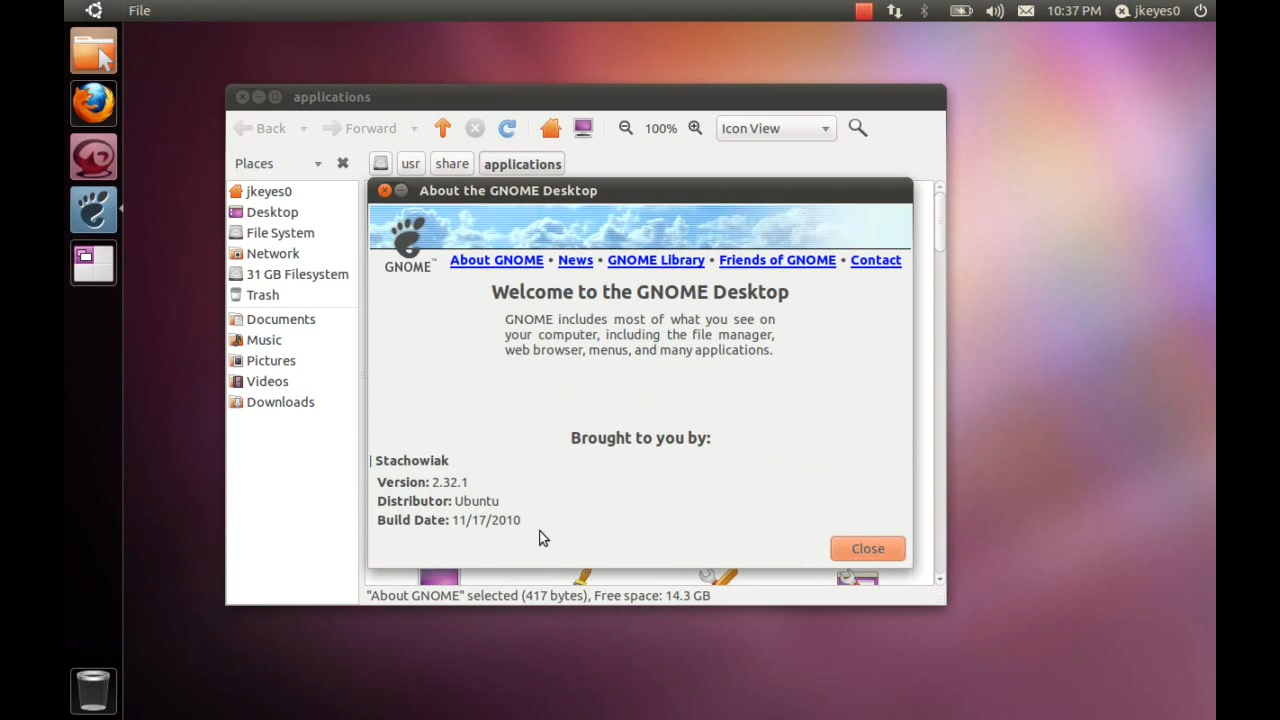 File
10:37 PM
jkeyes0
applications
Back
Forward
100%
Icon View
Places
usr
share
applications
jkeyes0
Desktop
File System
Network
31 GB Filesystem
Trash
Documents
Music
Pictures
Videos
Downloads
About the GNOME Desktop
GNOME™
About GNOME • News • GNOME Library • Friends of GNOME • Contact
Welcome to the GNOME Desktop
GNOME includes most of what you see on
your computer, including the file manager,
web browser, menus, and many applications.
Brought to you by:
Stachowiak
Version: 2.32.1
Distributor: Ubuntu
Build Date: 11/17/2010
Close
"About GNOME" selected (417 bytes), Free space: 14.3 GB